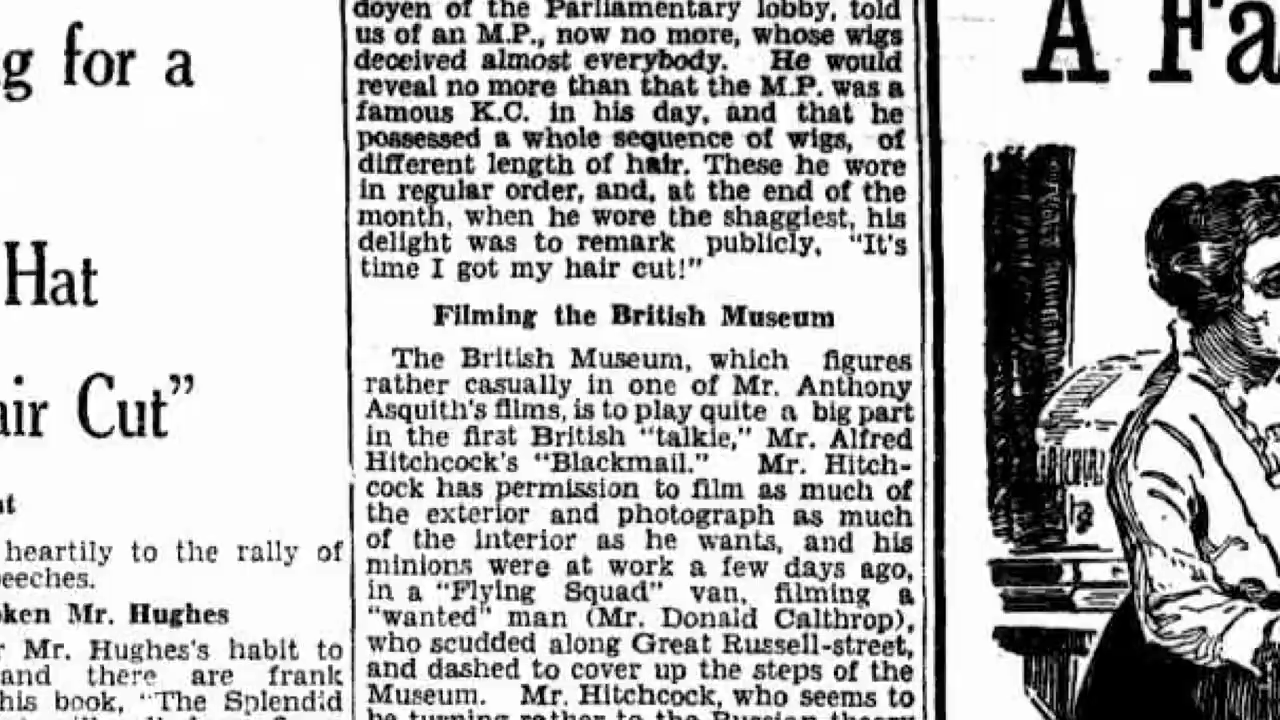 g for a
Hat
air Cut”
heartily to the rally of
eeches.
oken Mr. Hughes
r Mr. Hughes's habit to
and there are frank
his book, "The Splendid
doyen of the Parliamentary lobby, told
us of an M.P., now no more, whose wigs
deceived almost everybody. He would
reveal no more than that the M.P. was a
famous K.C. in his day, and that he
possessed a whole sequence of wigs, of
different length of hair. These he wore
in regular order, and, at the end of the
month, when he wore the shaggiest, his
delight was to remark publicly, "It's
time I got my hair cut!"
Filming the British Museum
The British Museum, which figures
rather casually in one of Mr. Anthony
Asquith's films, is to play quite a big part
in the first British "talkie," Mr. Alfred
Hitchcock's "Blackmail." Mr. Hitch-
cock has permission to film as much of
the exterior and photograph as much
of the interior as he wants, and his
minions were at work a few days ago,
in a "Flying Squad" van, filming a
"wanted" man (Mr. Donald Calthrop),
who scudded along Great Russell-street,
and dashed to cover up the steps of the
Museum. Mr. Hitchcock, who seems to
be turning rather to the Russian theory
A Fa